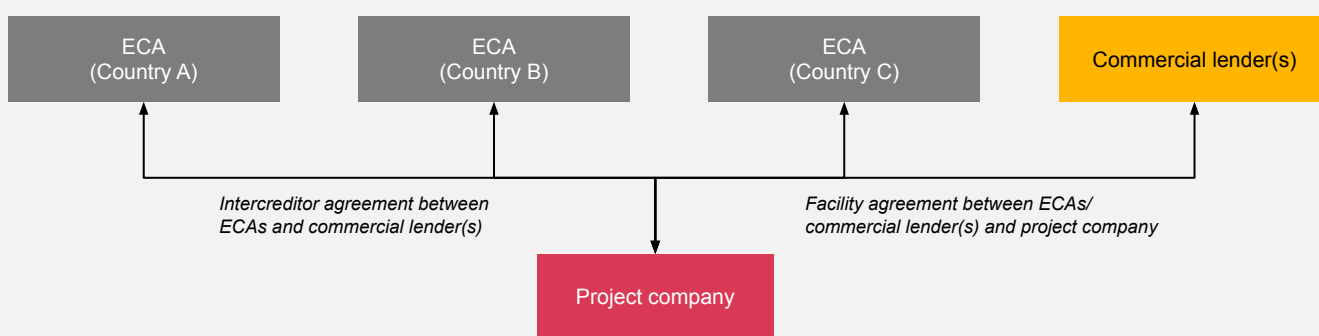 ECA
(Country A)
ECA
(Country B)
ECA
(Country C)
Commercial lender(s)
Intercreditor agreement between
ECAs and commercial lender(s)
Facility agreement between ECAs/
commercial lender(s) and project company
Project company